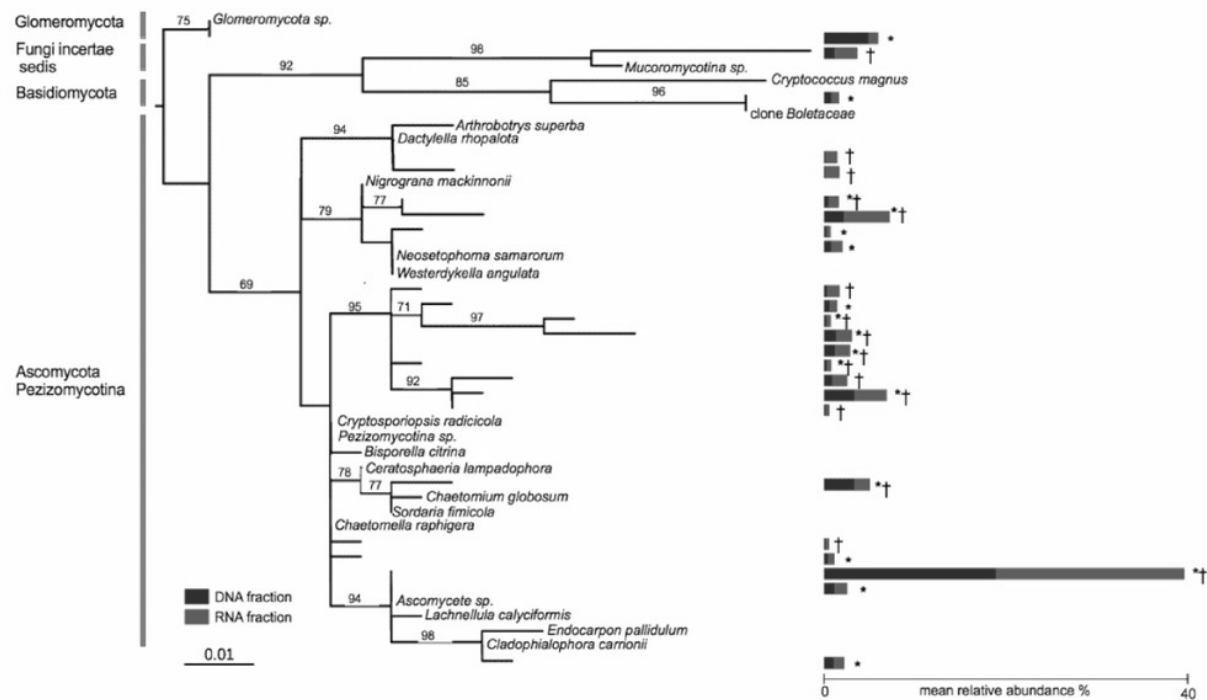 Glomeromycota
75
Glomeromycota sp.
*
Fungi incertae
sedis
98
†
92
Mucoromycotina sp.
Cryptococcus magnus
Basidiomycota
85
96
*
clone Boletaceae
94
Arthrobotrys superba
Dactylella rhopalota
†
†
Nigrograna mackinnonii
77
*†
79
*†
*
*
Neosetophoma samarorum
Westerdykella angulata
69
†
95
71
*
97
*†
*†
*†
*†
Ascomycota
Pezizomycotina
92
†
*†
†
Cryptosporiopsis radicicola
Pezizomycotina sp.
Bisporella citrina
Ceratosphaeria lampadophora
78
77
*†
Chaetomium globosum
Sordaria fimicola
Chaetomella raphigera
†
*
*†
DNA fraction
94
Ascomycete sp.
*
RNA fraction
Lachnellula calyciformis
98
Endocarpon pallidulum
Cladophialophora carrionii
0.01
*
0
mean relative abundance %
40